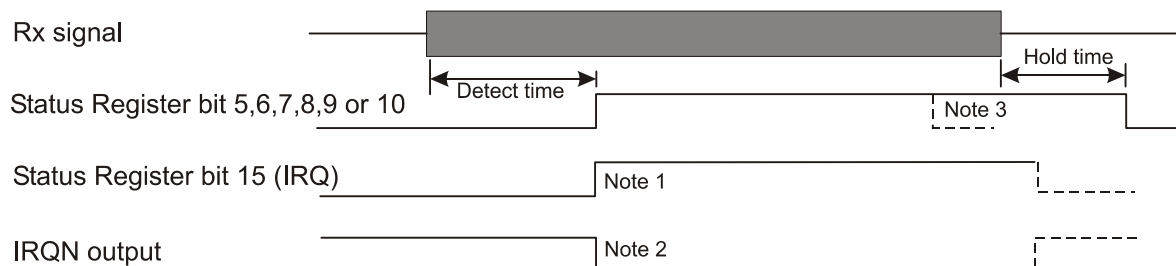 Rx signal
Hold time
Detect time
Status Register bit 5,6,7,8,9 or 10
Note 3
Status Register bit 15 (IRQ)
Note 1
IRQN output
Note 2